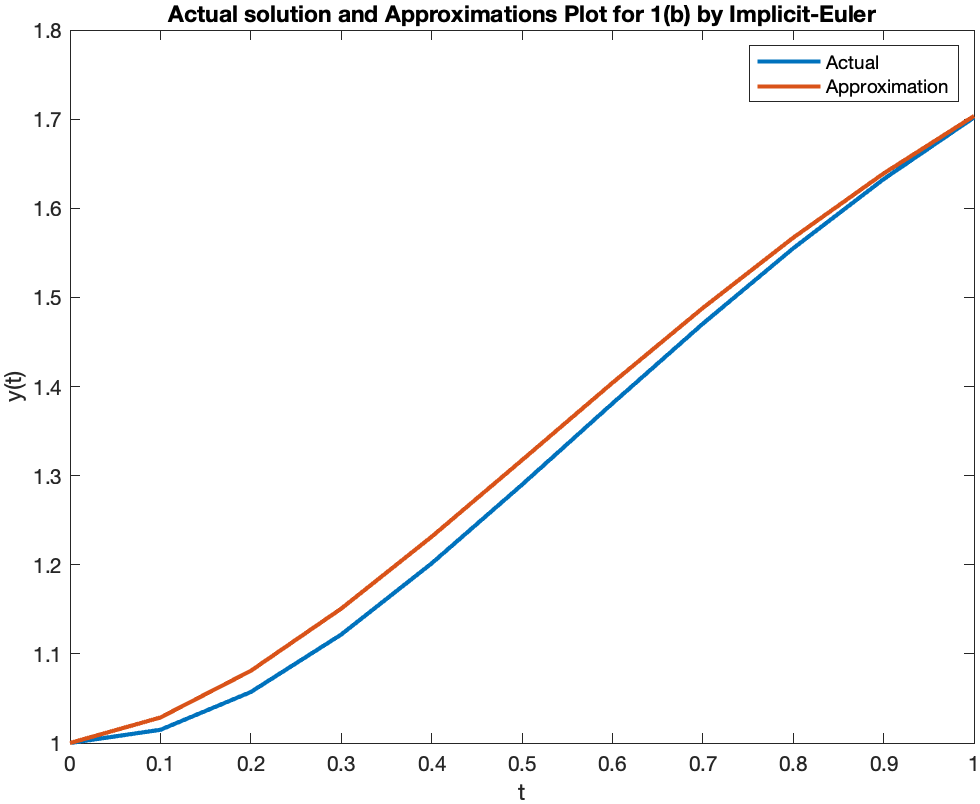 Actual solution and Approximations Plot for 1(b) by Implicit-Euler
Actual
Approximation
1.8
1.7
1.6
1.5
1.4
1.3
1.2
1.1
1
y(t)
0 0.1 0.2 0.3 0.4 0.5 0.6 0.7 0.8 0.9 1
t